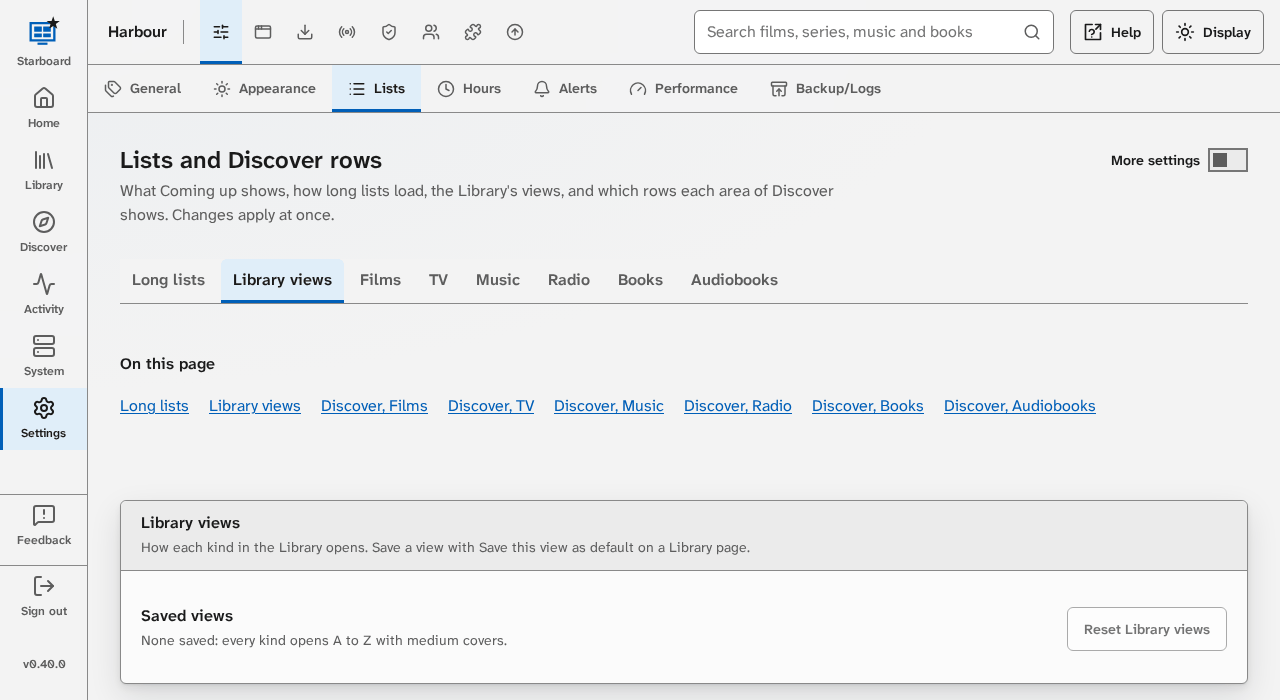 Starboard
Home
Library
Discover
Activity
System
Settings
Feedback
Sign out
v0.40.0
Harbour
Search films, series, music and books
Help
Display
General
Appearance
Lists
Hours
Alerts
Performance
Backup/Logs
Lists and Discover rows
More settings
What Coming up shows, how long lists load, the Library's views, and which rows each area of Discover
shows. Changes apply at once.
Long lists
Library views
Films
TV
Music
Radio
Books
Audiobooks
On this page
Long lists
Library views
Discover, Films
Discover, TV
Discover, Music
Discover, Radio
Discover, Books
Discover, Audiobooks
Library views
How each kind in the Library opens. Save a view with Save this view as default on a Library page.
Saved views
None saved: every kind opens A to Z with medium covers.
Reset Library views